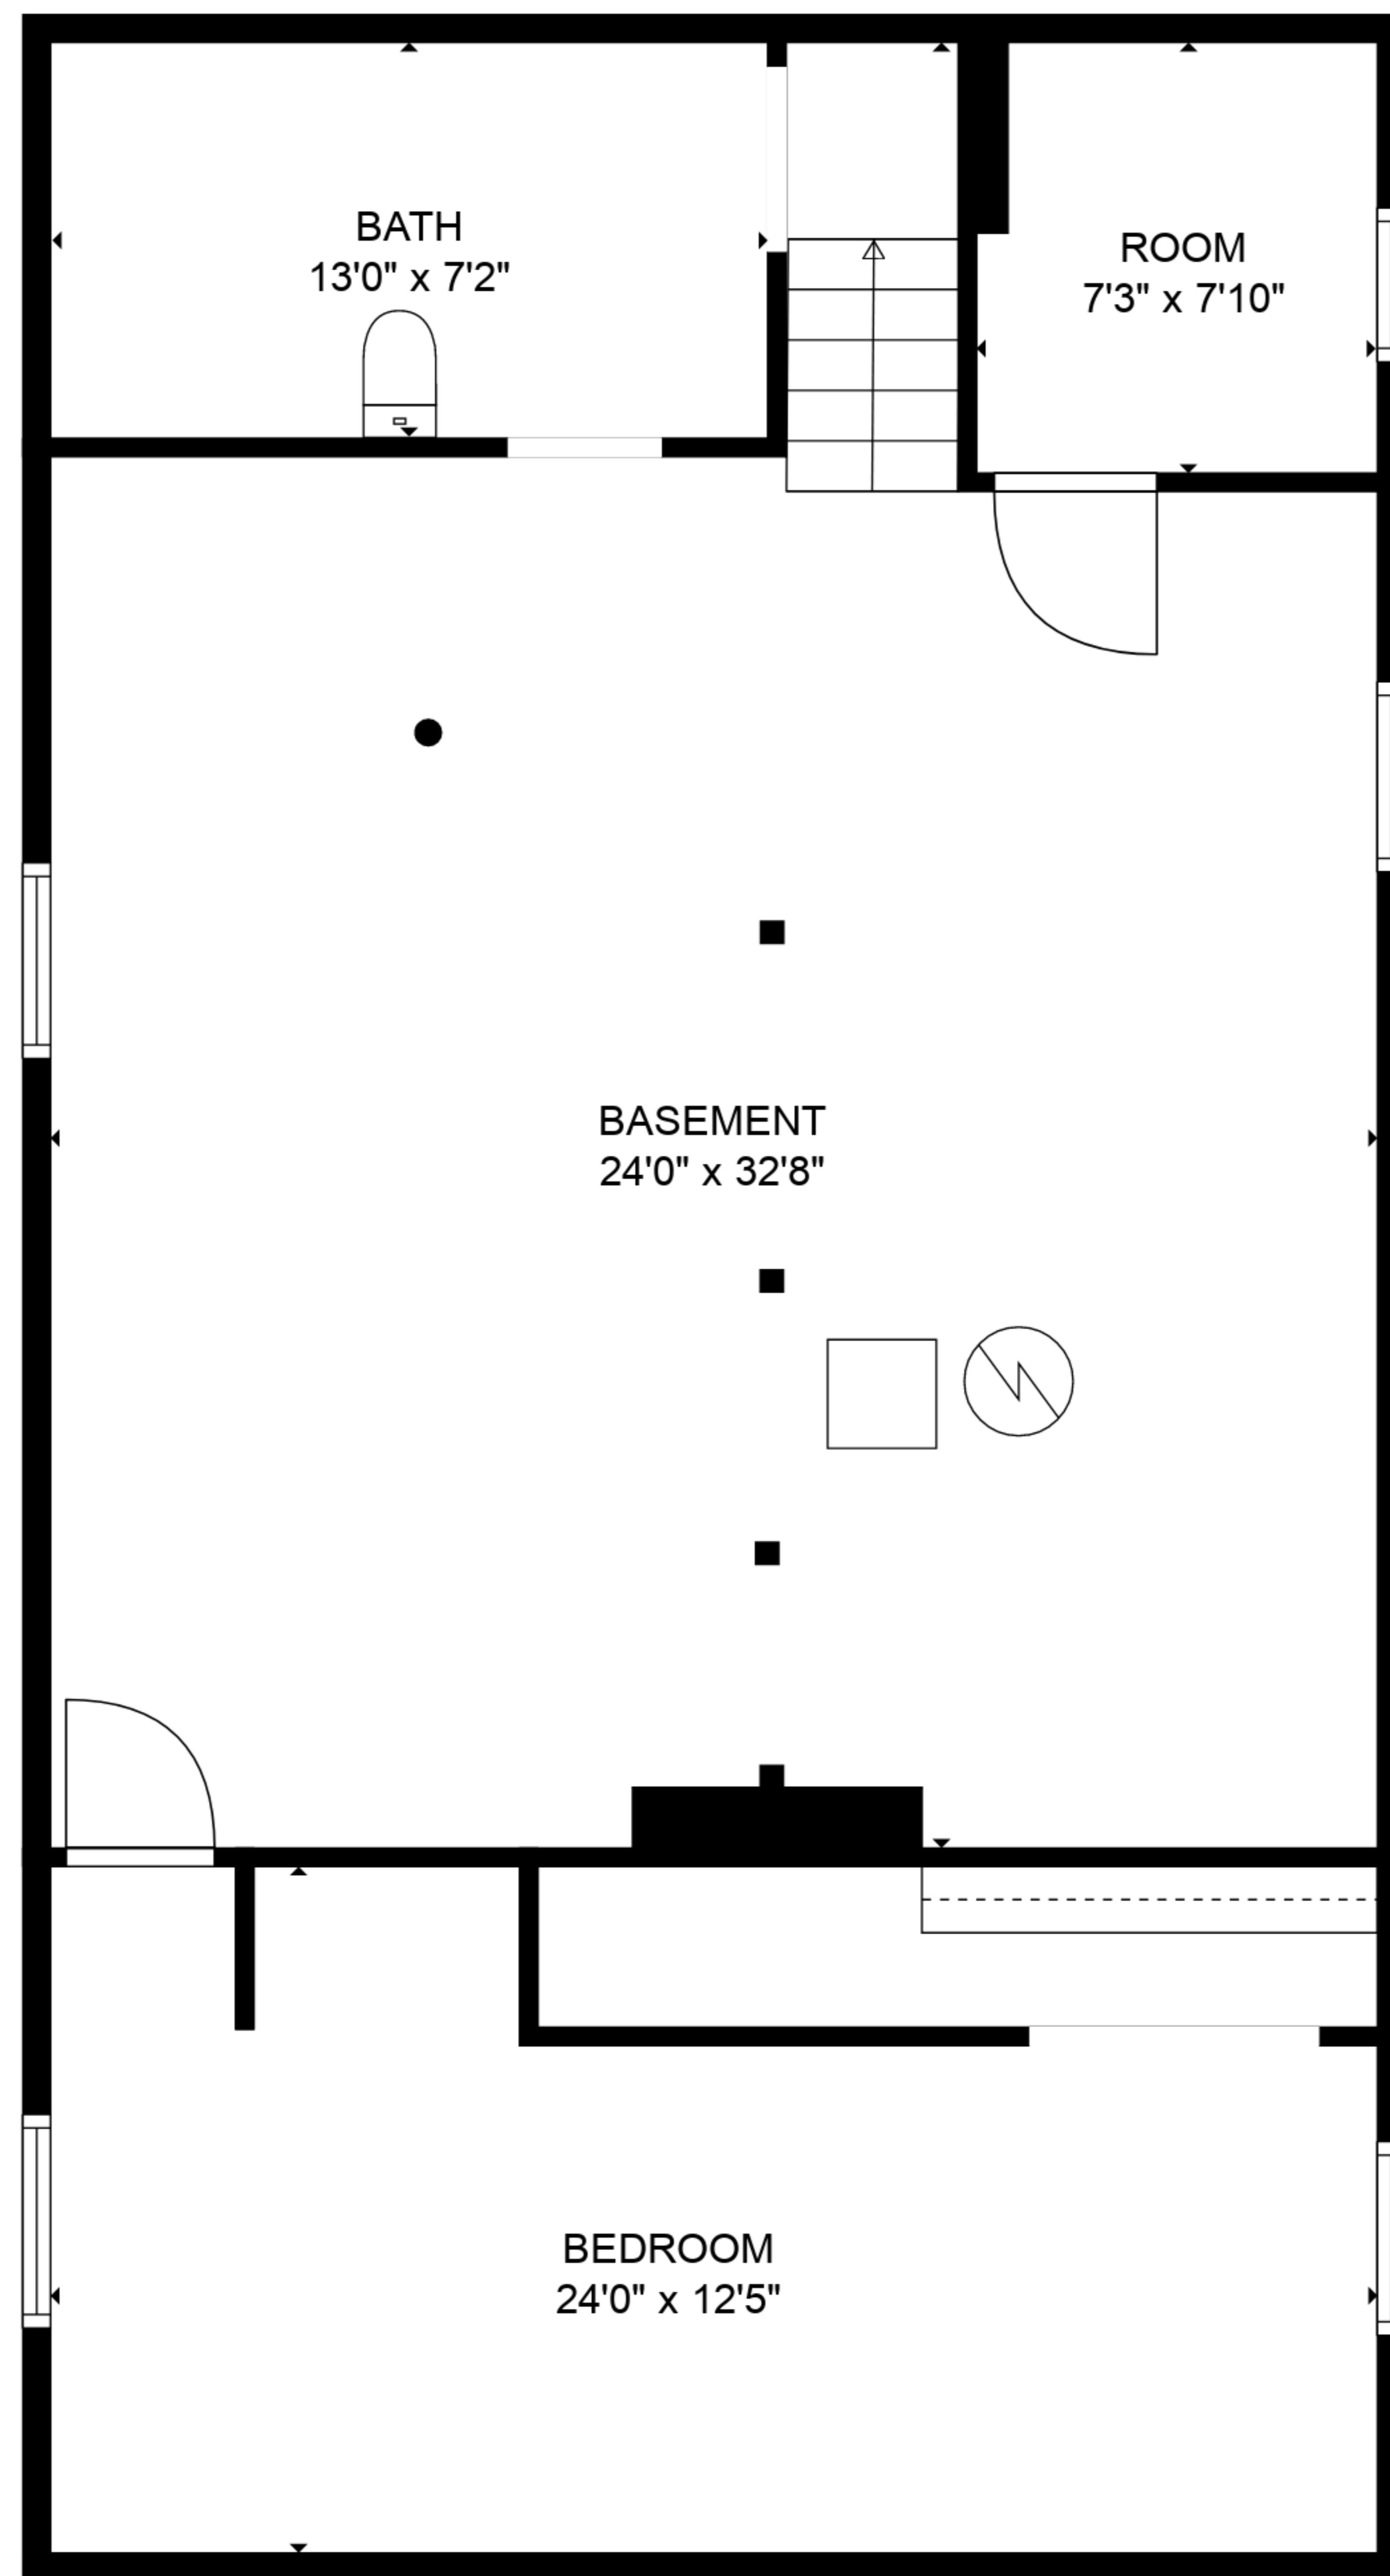 BATH
13'0" x 7'2"
ROOM
7'3" x 7'10"
BASEMENT
24'0" x 32'8"
BEDROOM
24'0" x 12'5"